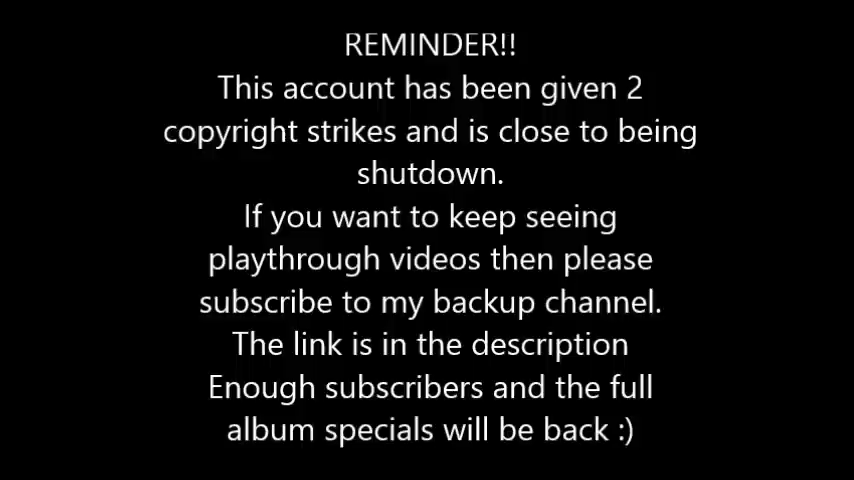 REMINDER!!
This account has been given 2
copyright strikes and is close to being
shutdown.
If you want to keep seeing
playthrough videos then please
subscribe to my backup channel.
The link is in the description
Enough subscribers and the full
album specials will be back :)